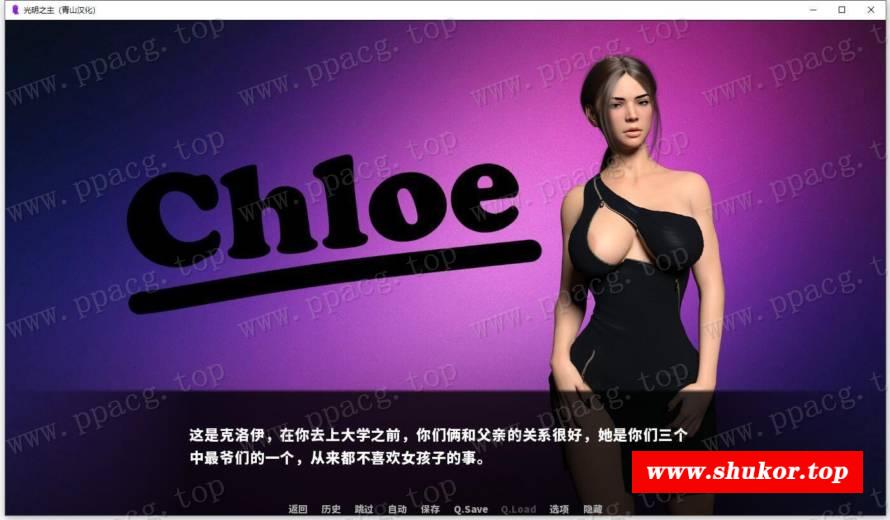 光明之主（青山汉化）
Chloe
这是克洛伊，在你去上大学之前，你们俩和父亲的关系很好，她是你们三个
中最爷们的一个，从来都不喜欢女孩子的事。
www.shukor.top
返回 历史 跳过 自动 保存 Q.Save Q.Load 选项 隐藏
www.ppacg.top